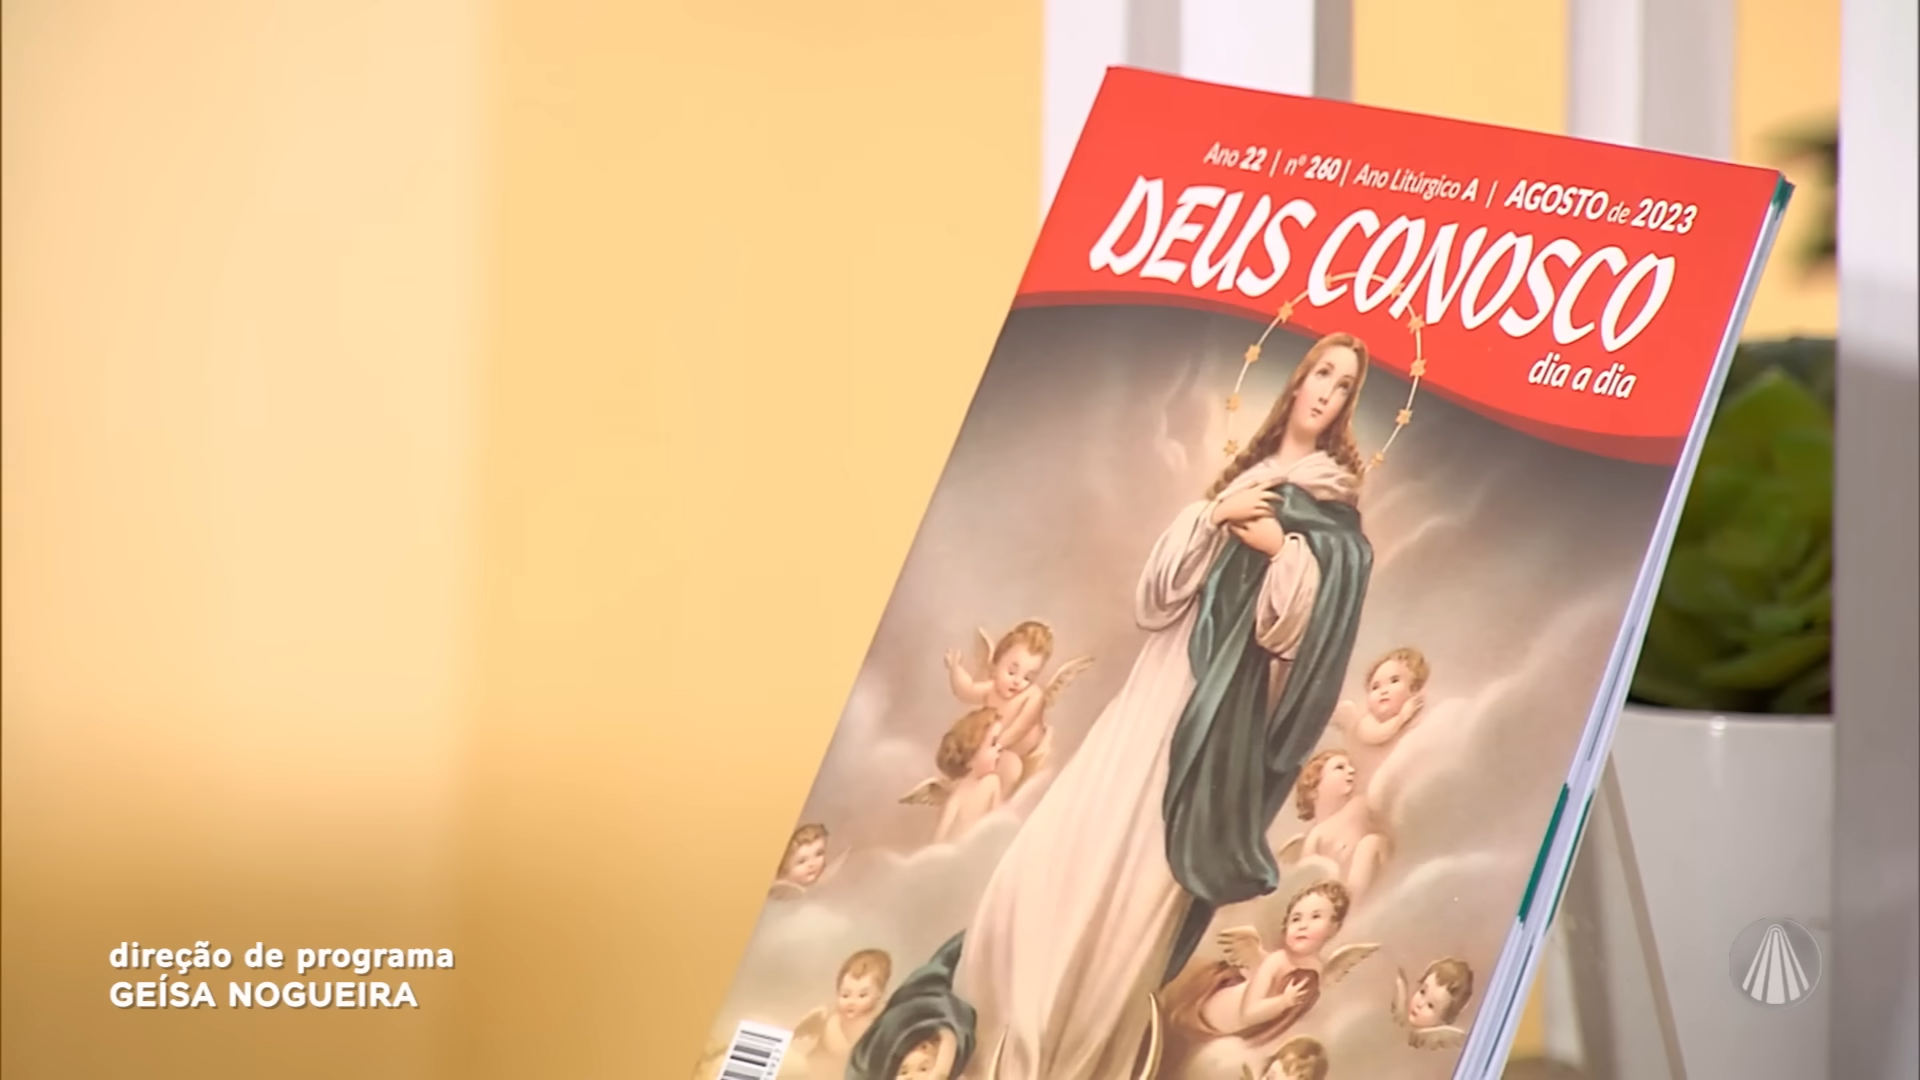 Ano 22 | nº 260 | Ano Litúrgico A | AGOSTO de 2023
DEUS CONOSCO
dia a dia
direção de programa
GEÍSA NOGUEIRA